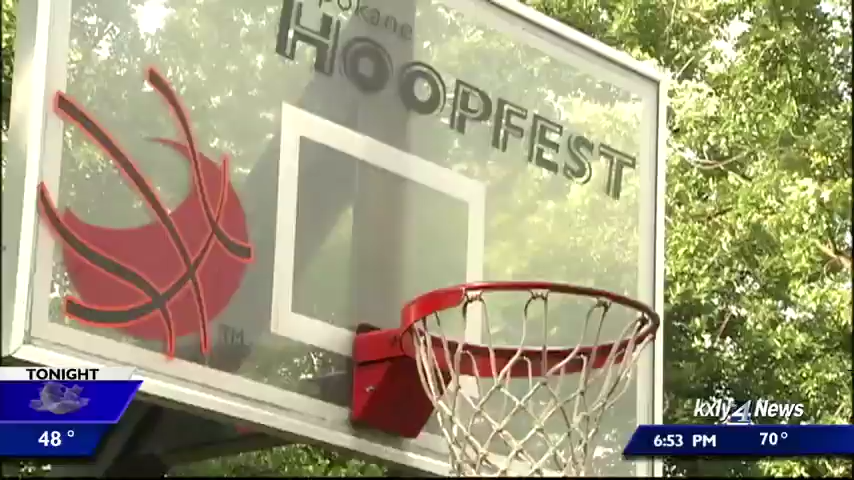 Spokane
HOOPFEST
TM
TONIGHT
48°
kxly4News
6:53 PM 70°